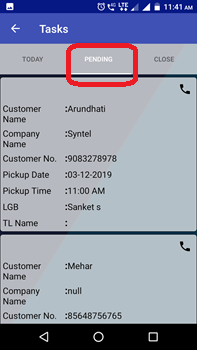 LTE 11:41 AM
Tasks
TODAY PENDING CLOSE
Customer Name :Arundhati
Company Name :Syntel
Customer No. :9083278978
Pickup Date :03-12-2019
Pickup Time :11:00 AM
LGB :Sanket s
TL Name :
Customer Name :Mehar
Company Name :null
Customer No. :85648756765